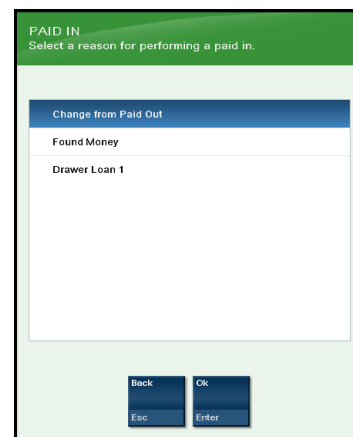 PAID IN
Select a reason for performing a paid in.
Change from Paid Out
Found Money
Drawer Loan 1
Back Ok
Esc Enter